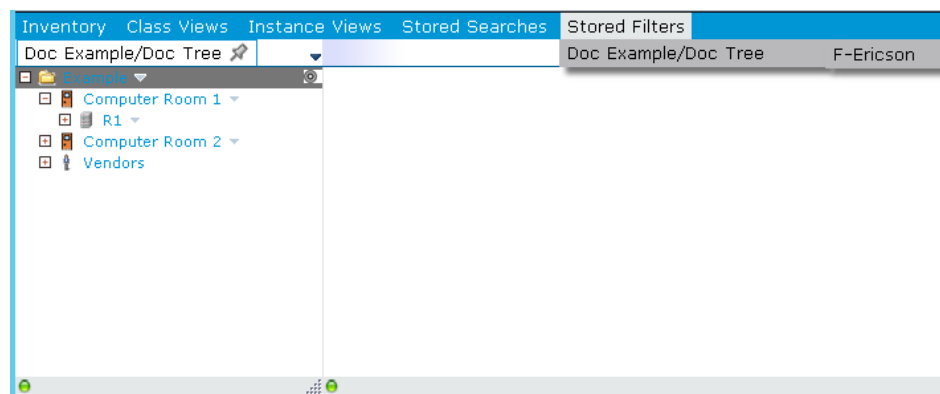 Inventory Class Views Instance Views Stored Searches Stored Filters
Doc Example/Doc Tree
Doc Example/Doc Tree F-Ericson
Example
Computer Room 1
R1
Computer Room 2
Vendors